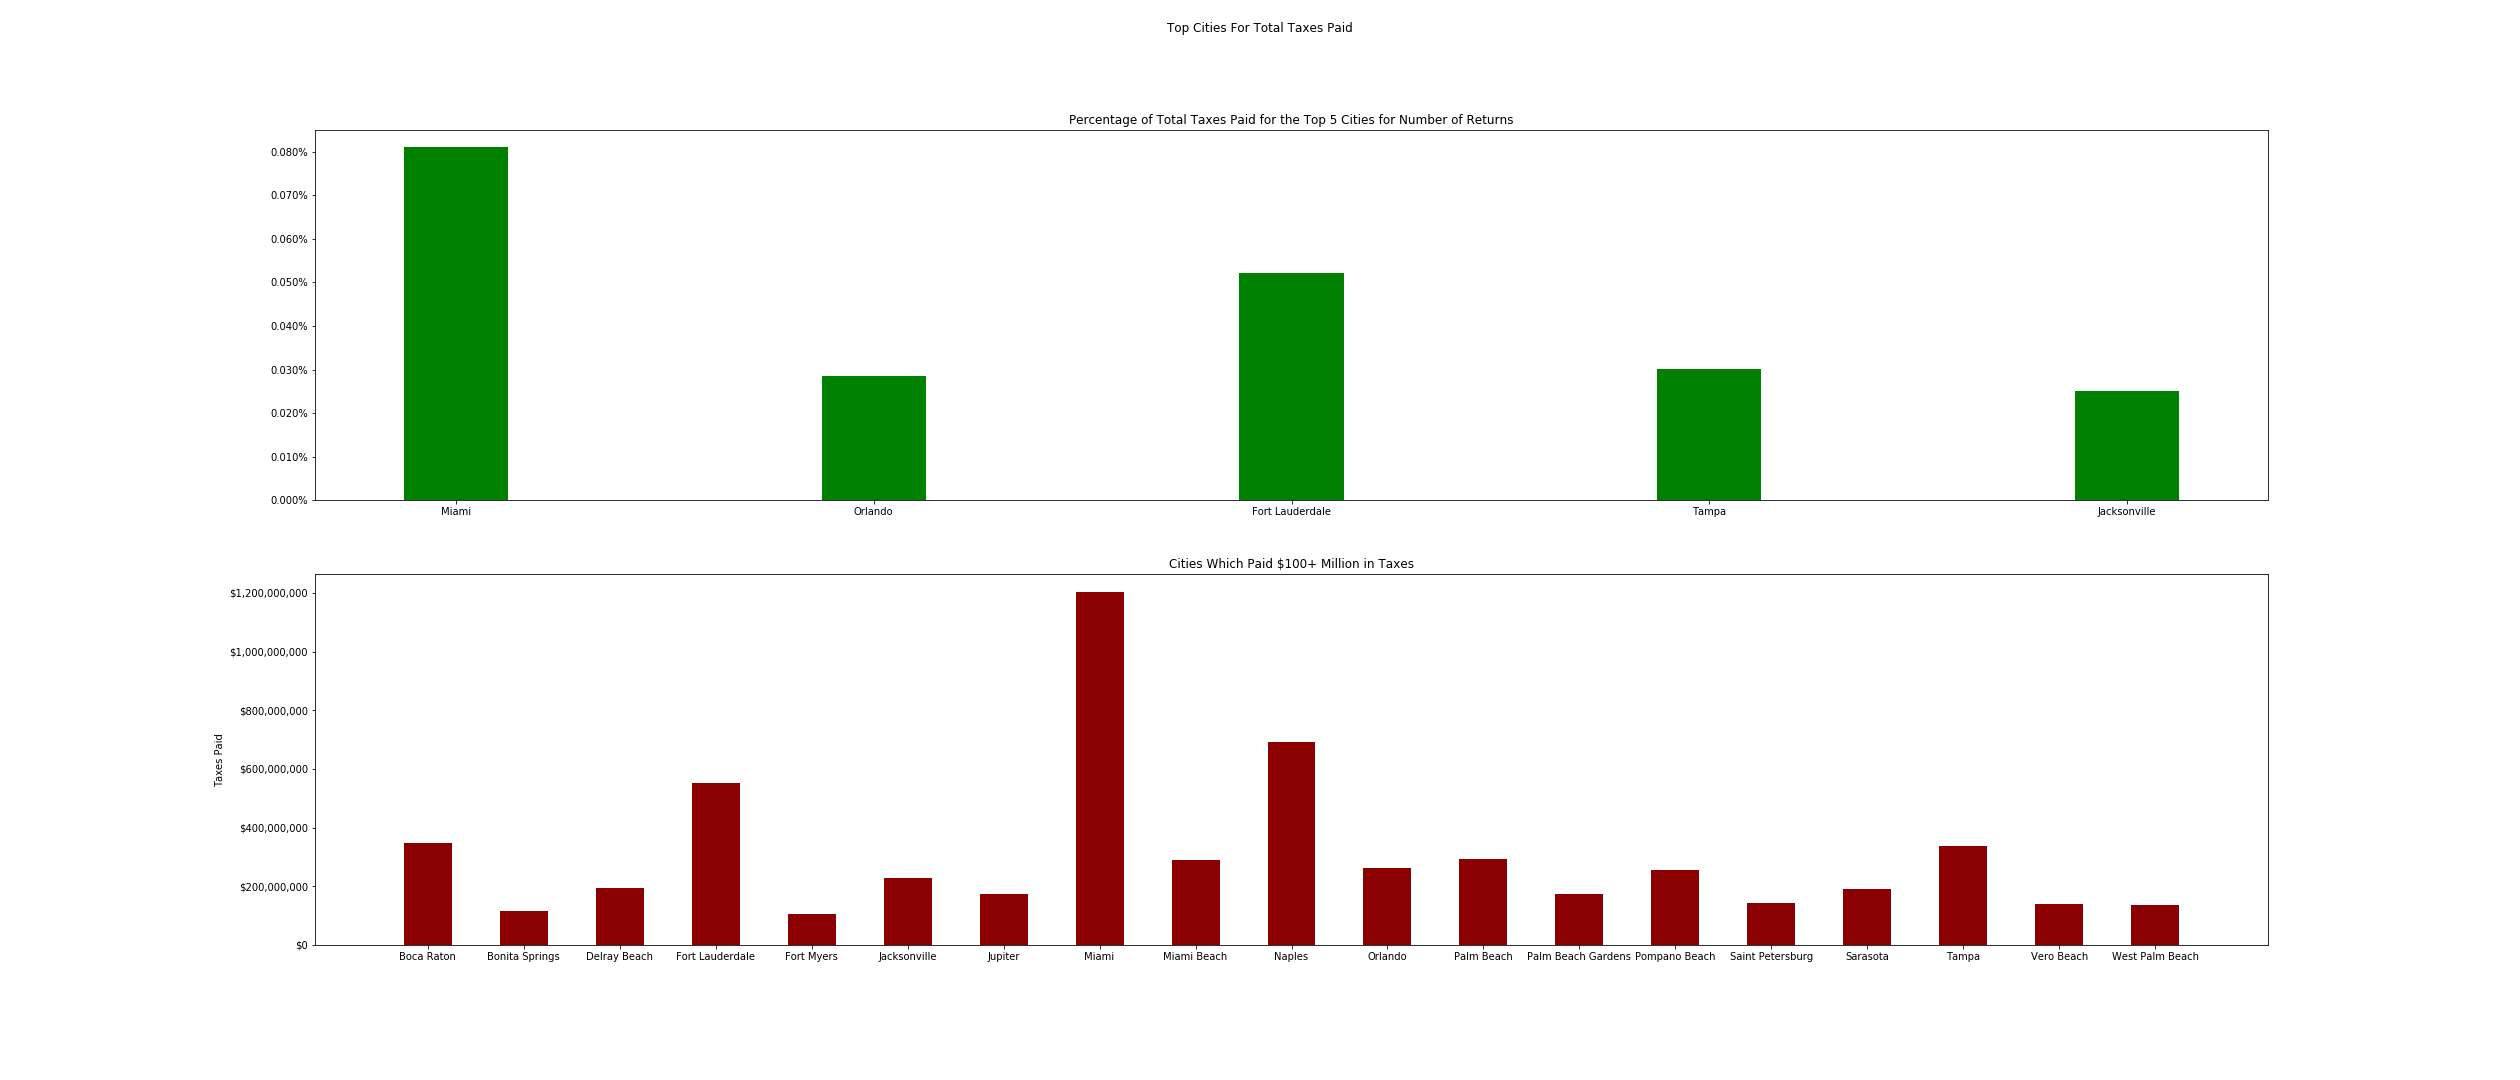 Top Cities For Total Taxes Paid
Percentage of Total Taxes Paid for the Top 5 Cities for Number of Returns
0.080%
0.070%
0.060%
0.050%
0.040%
0.030%
0.020%
0.010%
0.000%
Miami Orlando Fort Lauderdale Tampa Jacksonville
Cities Which Paid $100+ Million in Taxes
$1,200,000,000
$1,000,000,000
$800,000,000
$600,000,000
$400,000,000
$200,000,000
$0
Taxes Paid
Boca Raton Bonita Springs Delray Beach Fort Lauderdale Fort Myers Jacksonville Jupiter Miami Miami Beach Naples Orlando Palm Beach Palm Beach Gardens Pompano Beach Saint Petersburg Sarasota Tampa Vero Beach West Palm Beach